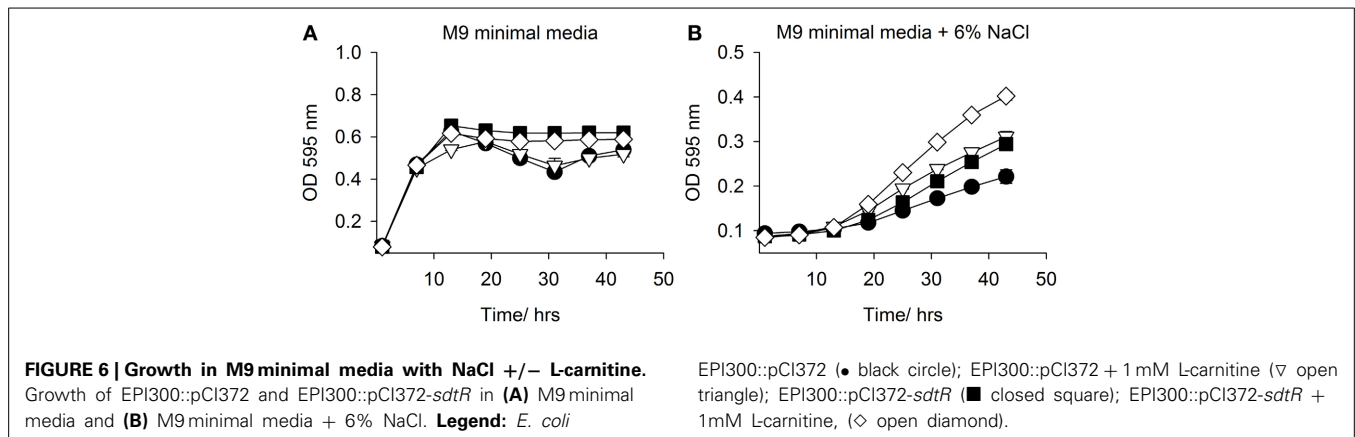 A
M9 minimal media
1.0
0.8
0.6
0.4
0.2
OD 595 nm
10 20 30 40 50
Time/ hrs
B
M9 minimal media + 6% NaCl
0.5
0.4
0.3
0.2
0.1
OD 595 nm
10 20 30 40 50
Time/ hrs
FIGURE 6 | Growth in M9 minimal media with NaCl +/− L-carnitine.
Growth of EPI300::pCI372 and EPI300::pCI372-sdtR in (A) M9 minimal
media and (B) M9 minimal media + 6% NaCl. Legend: E. coli
EPI300::pCI372 (● black circle); EPI300::pCI372 + 1 mM L-carnitine (▽ open
triangle); EPI300::pCI372-sdtR (■ closed square); EPI300::pCI372-sdtR +
1mM L-carnitine, (◇ open diamond).